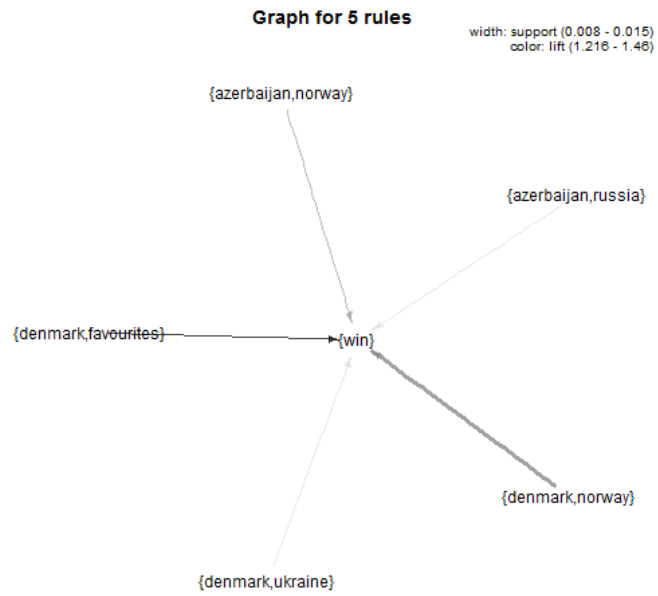 Graph for 5 rules
width: support (0.008 - 0.015)
color: lift (1.216 - 1.46)
{azerbaijan,norway}
{azerbaijan,russia}
{denmark,favourites}
{win}
{denmark,norway}
{denmark,ukraine}